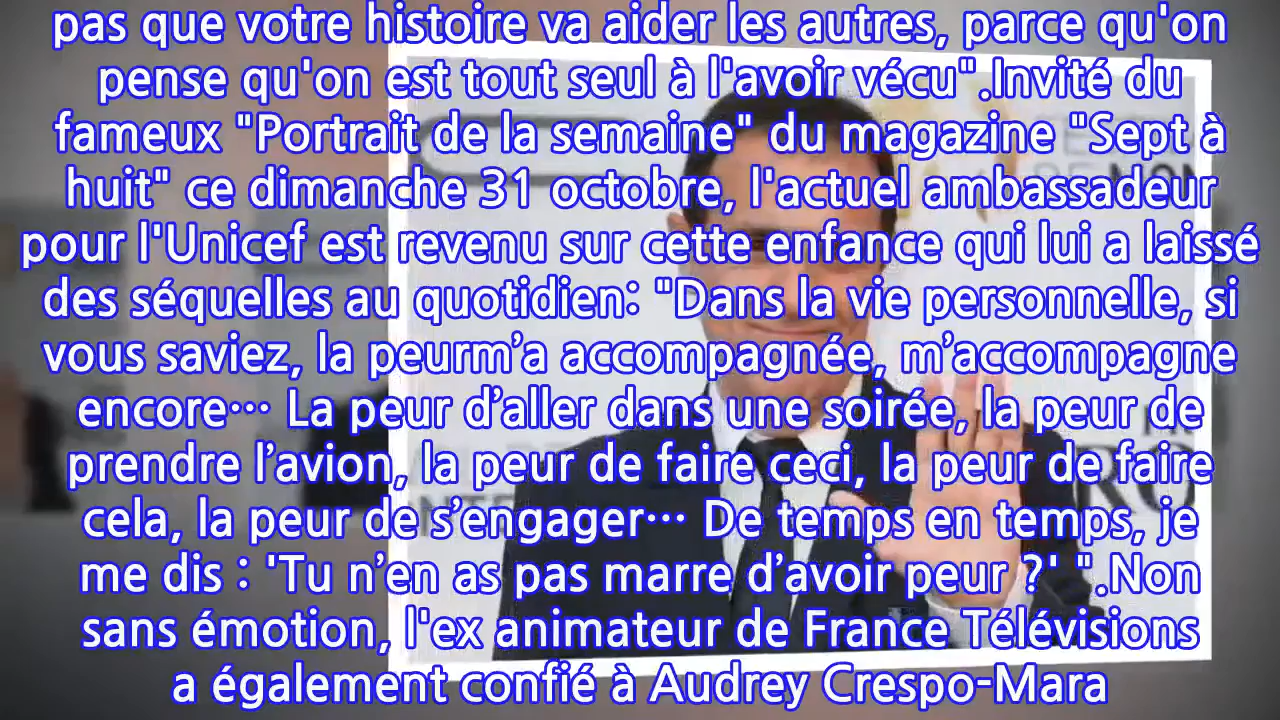 pas que votre histoire va aider les autres, parce qu'on
pense qu'on est tout seul à l'avoir vécu".Invité du
fameux "Portrait de la semaine" du magazine "Sept à
huit" ce dimanche 31 octobre, l'actuel ambassadeur
pour l'Unicef est revenu sur cette enfance qui lui a laissé
des séquelles au quotidien: "Dans la vie personnelle, si
vous saviez, la peurm’a accompagnée, m’accompagne
encore… La peur d’aller dans une soirée, la peur de
prendre l’avion, la peur de faire ceci, la peur de faire
cela, la peur de s’engager… De temps en temps, je
me dis : 'Tu n’en as pas marre d’avoir peur ?' ".Non
sans émotion, l'ex animateur de France Télévisions
a également confié à Audrey Crespo-Mara